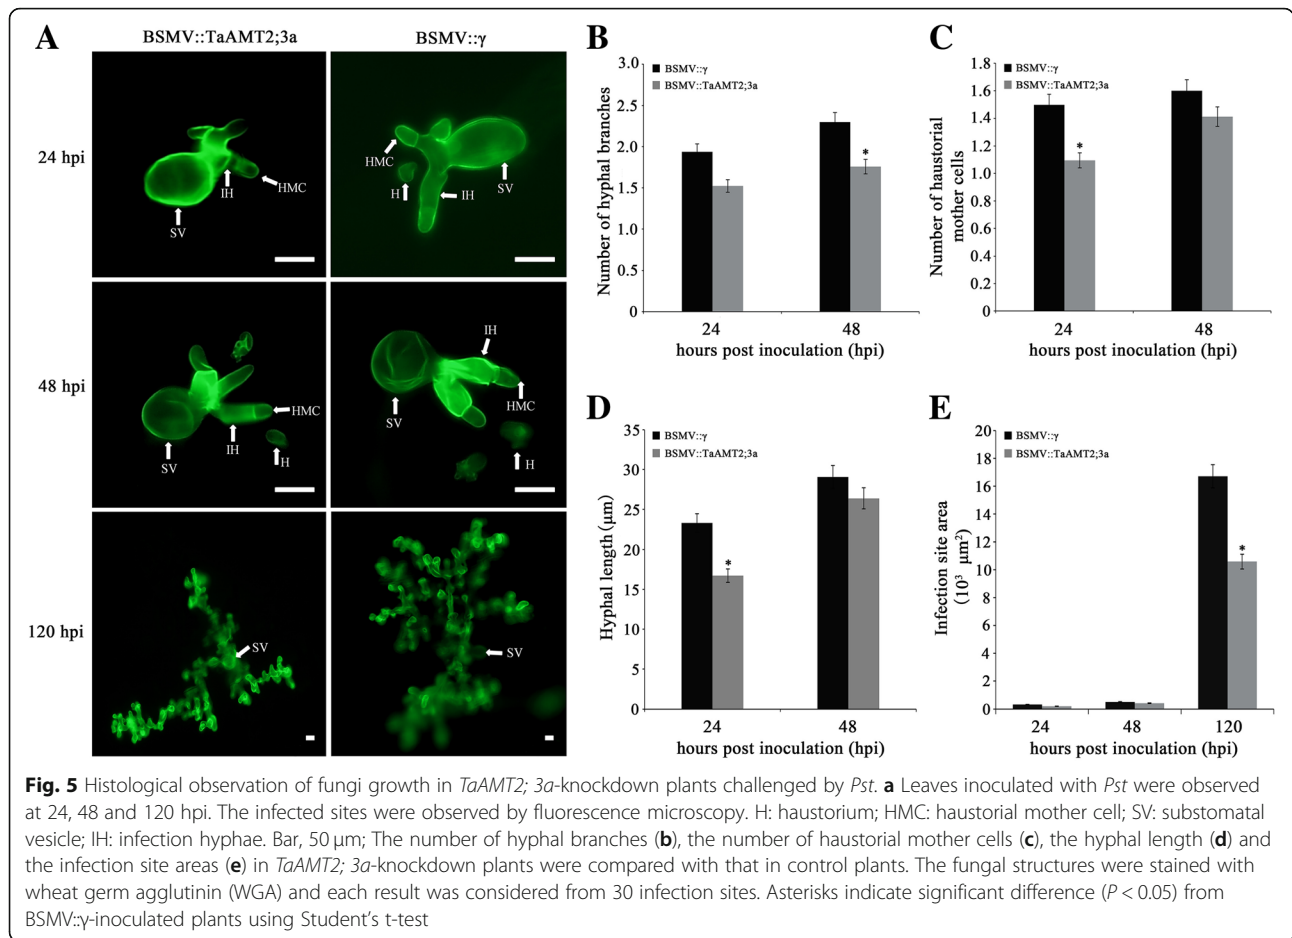 A
BSMV::TaAMT2;3a
BSMV::γ
24 hpi
IH
HMC
SV
HMC
H
IH
SV
48 hpi
HMC
IH
SV
H
IH
HMC
SV
H
120 hpi
SV
SV
B
BSMV::γ
BSMV::TaAMT2;3a
Number of hyphal branches
3.0
2.5
2.0
1.5
1.0
0.5
0
*
24
48
hours post inoculation (hpi)
C
BSMV::γ
BSMV::TaAMT2;3a
Number of haustorial
mother cells
1.8
1.6
1.4
1.2
1.0
0.8
0.6
0.4
0.2
0
*
24
48
hours post inoculation (hpi)
D
BSMV::γ
BSMV::TaAMT2;3a
Hyphal length (μm)
35
30
25
20
15
10
5
0
*
24
48
hours post inoculation (hpi)
E
BSMV::γ
BSMV::TaAMT2;3a
Infection site area
(10³ μm²)
20
18
16
14
12
10
8
6
4
2
0
*
24
48
120
hours post inoculation (hpi)
Fig. 5 Histological observation of fungi growth in TaAMT2; 3a-knockdown plants challenged by Pst. a Leaves inoculated with Pst were observed
at 24, 48 and 120 hpi. The infected sites were observed by fluorescence microscopy. H: haustorium; HMC: haustorial mother cell; SV: substomatal
vesicle; IH: infection hyphae. Bar, 50 μm; The number of hyphal branches (b), the number of haustorial mother cells (c), the hyphal length (d) and
the infection site areas (e) in TaAMT2; 3a-knockdown plants were compared with that in control plants. The fungal structures were stained with
wheat germ agglutinin (WGA) and each result was considered from 30 infection sites. Asterisks indicate significant difference (P < 0.05) from
BSMV::γ-inoculated plants using Student's t-test